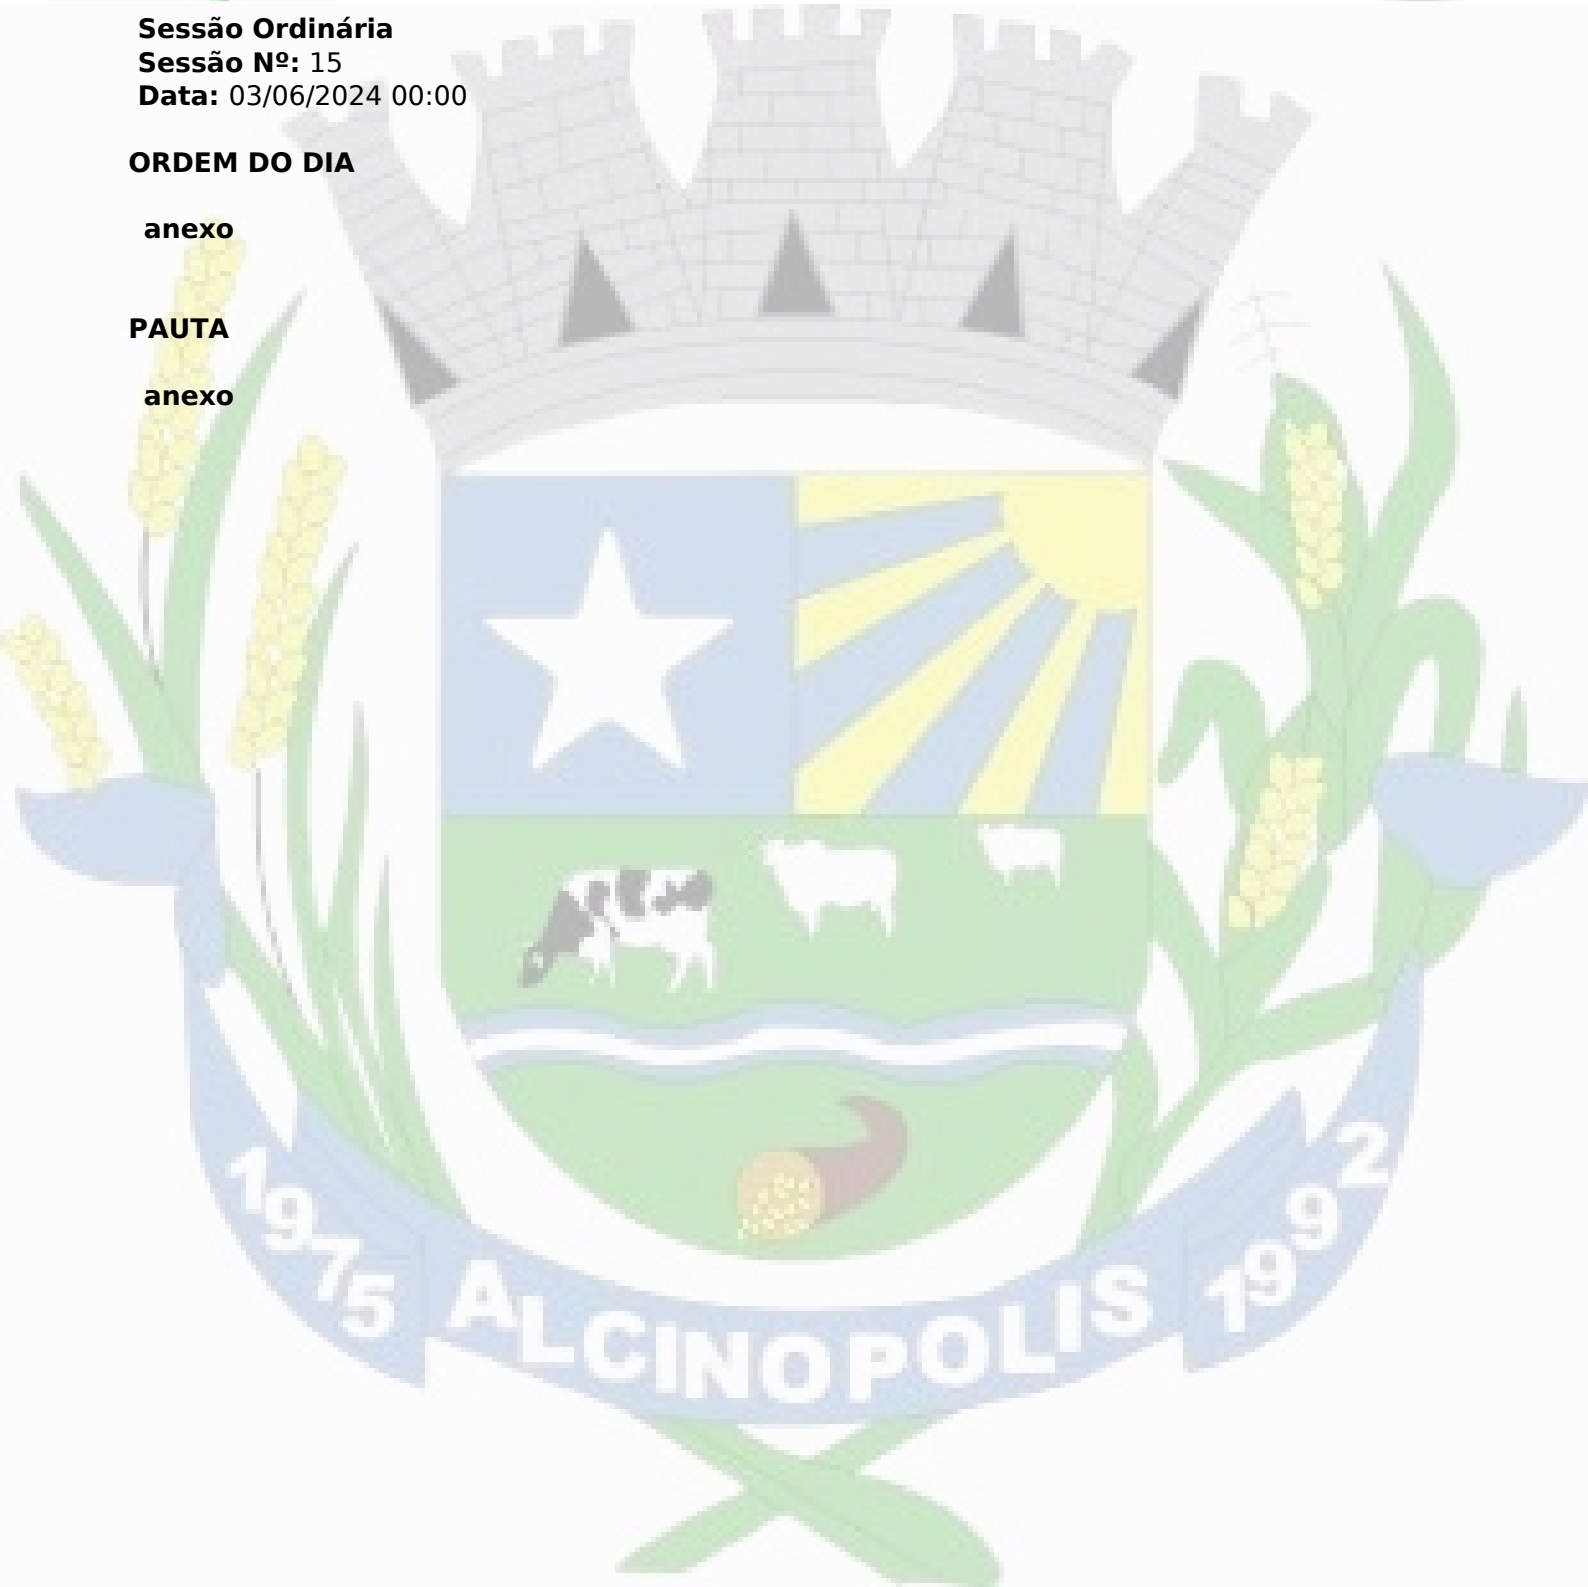 Sessão Ordinária
Sessão Nº: 15
Data: 03/06/2024 00:00
ORDEM DO DIA
anexo
PAUTA
anexo
1975 ALCINOPOLIS 1992